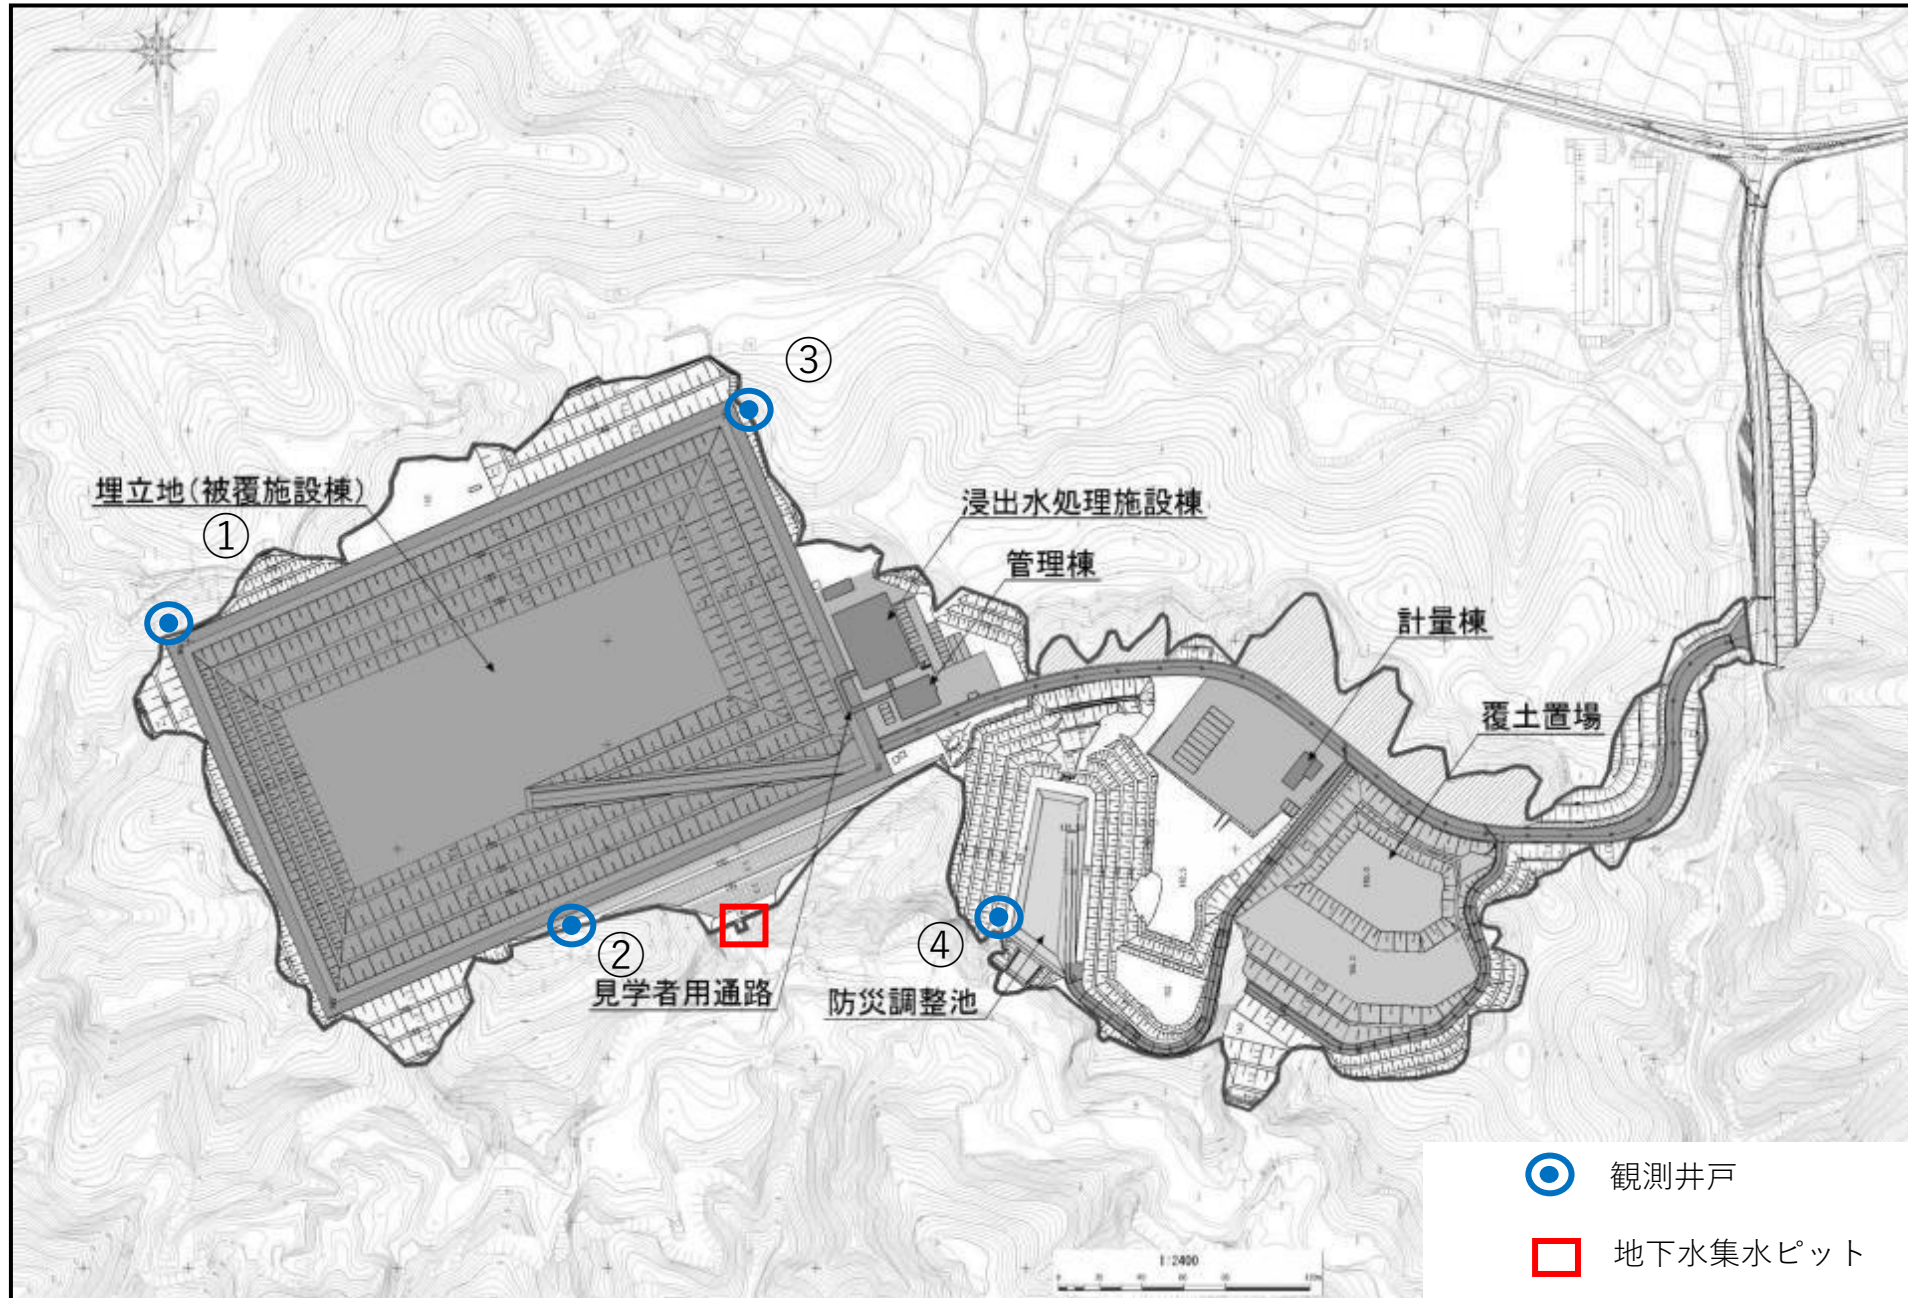 ③
埋立地(被覆施設棟)
①
浸出水処理施設棟
管理棟
計量棟
覆土置場
②
④
見学者用通路
防災調整池
観測井戸
地下水集水ピット
1:2400